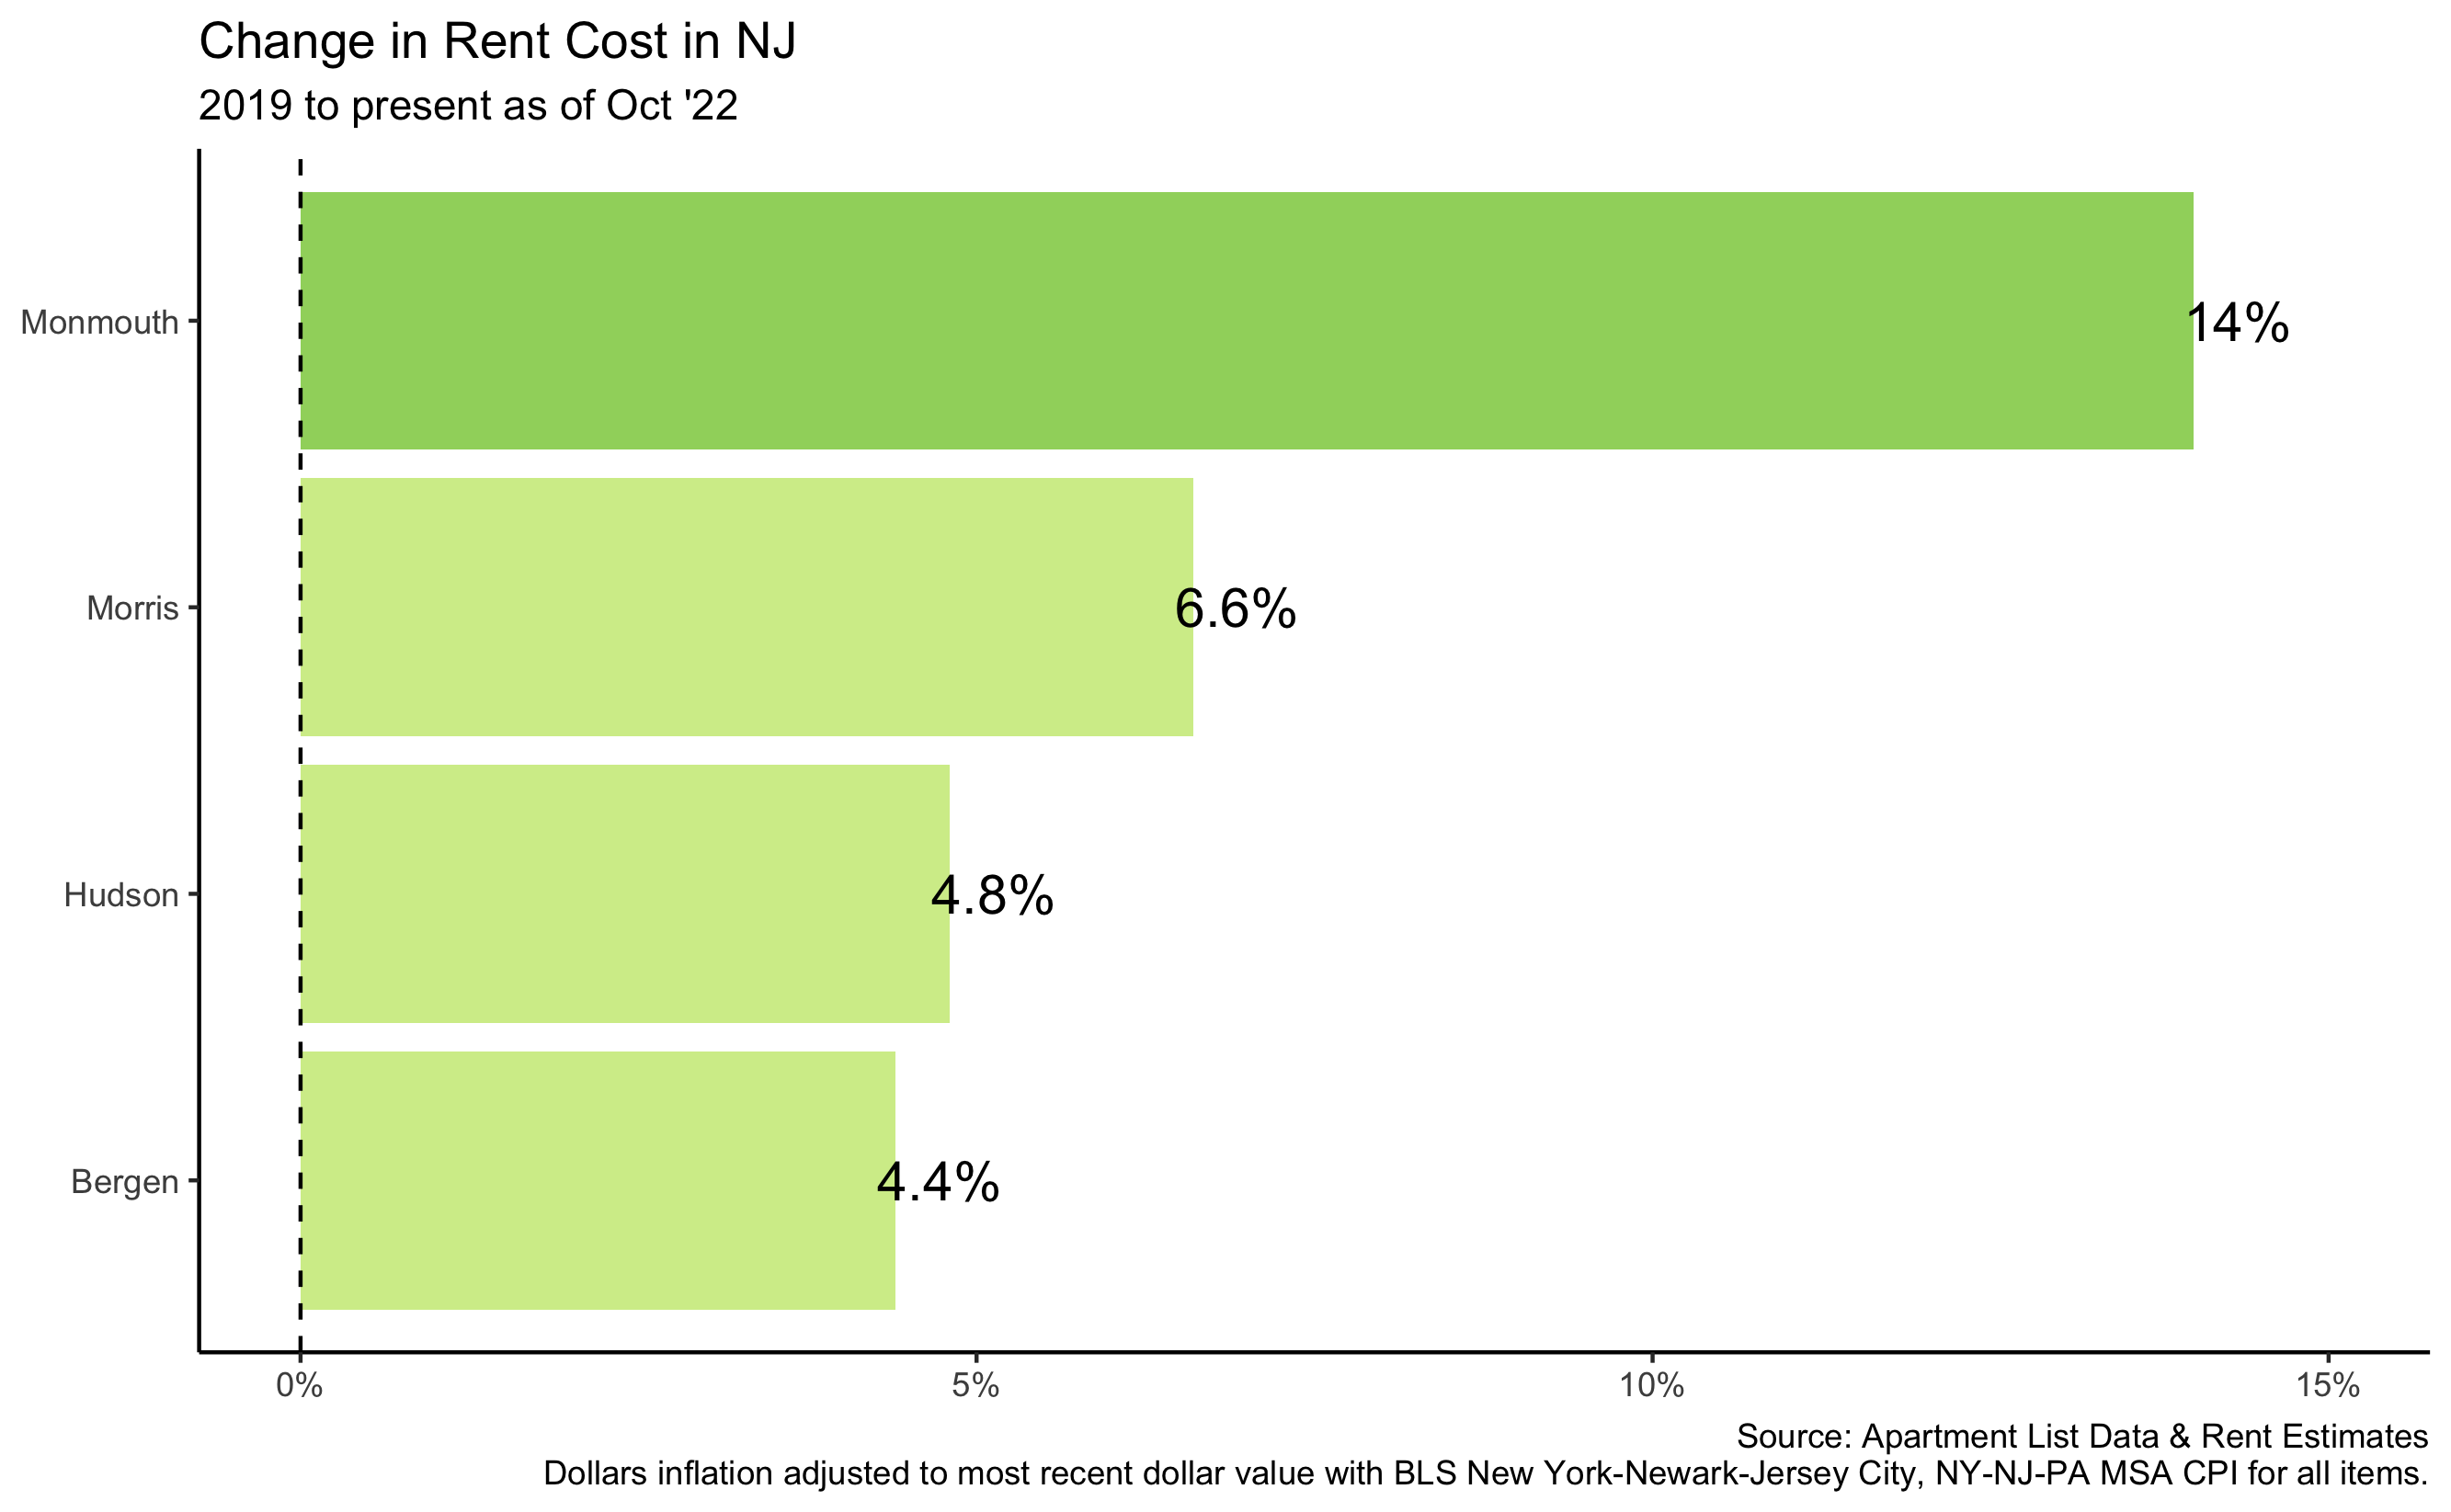 Change in Rent Cost in NJ
2019 to present as of Oct '22
Monmouth
14%
Morris
6.6%
Hudson
4.8%
Bergen
4.4%
0% 5% 10% 15%
Source: Apartment List Data & Rent Estimates
Dollars inflation adjusted to most recent dollar value with BLS New York-Newark-Jersey City, NY-NJ-PA MSA CPI for all items.